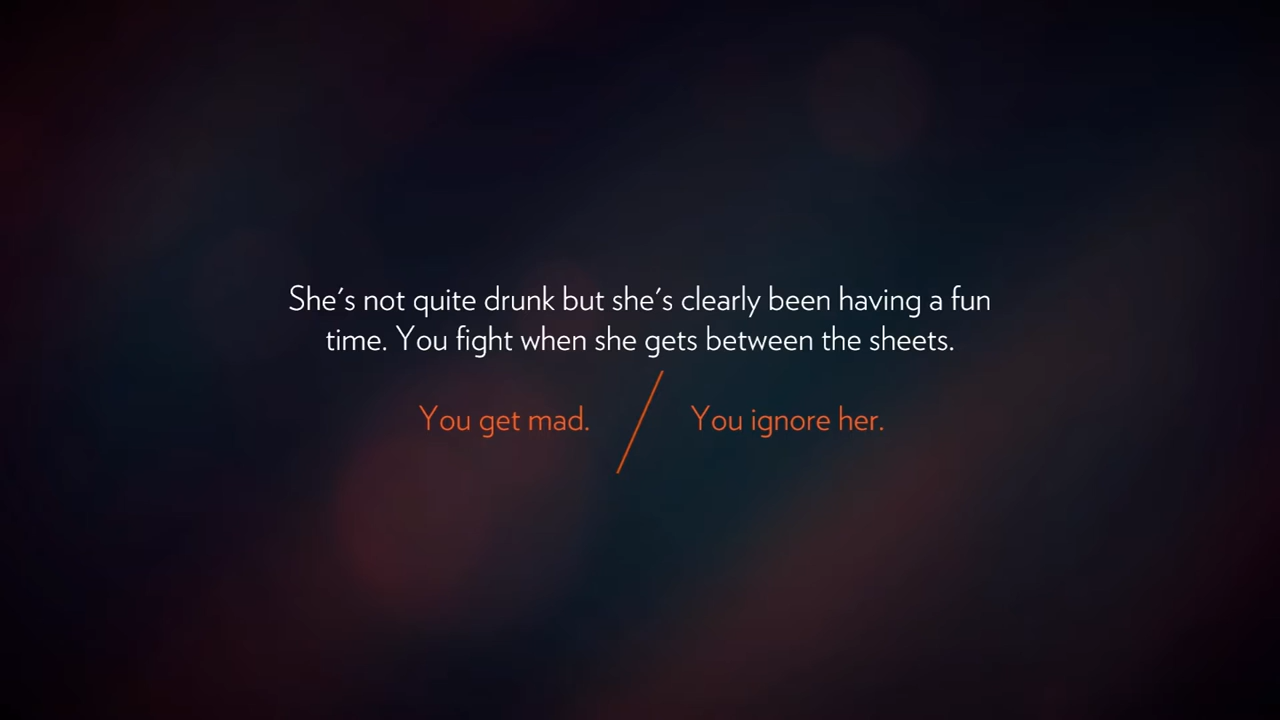 She's not quite drunk but she's clearly been having a fun
time. You fight when she gets between the sheets.
You get mad. / You ignore her.